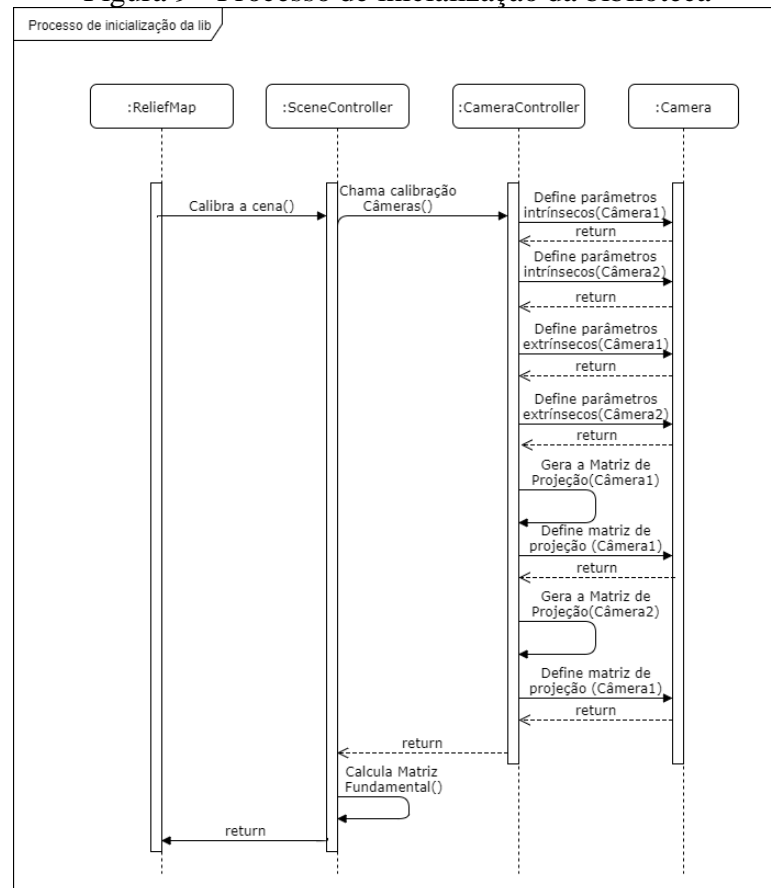 Figura 9 – Processo de inicialização da biblioteca
Processo de inicialização da lib
:ReliefMap
:SceneController
:CameraController
:Camera
Calibra a cena()
Chama calibração
Câmeras()
Define parâmetros
intrínsecos(Câmera1)
return
Define parâmetros
intrínsecos(Câmera2)
return
Define parâmetros
extrínsecos(Câmera1)
return
Define parâmetros
extrínsecos(Câmera2)
return
Gera a Matriz de
Projeção(Câmera1)
Define matriz de
projeção (Câmera1)
return
Gera a Matriz de
Projeção(Câmera2)
Define matriz de
projeção (Câmera1)
return
return
Calcula Matriz
Fundamental()
return